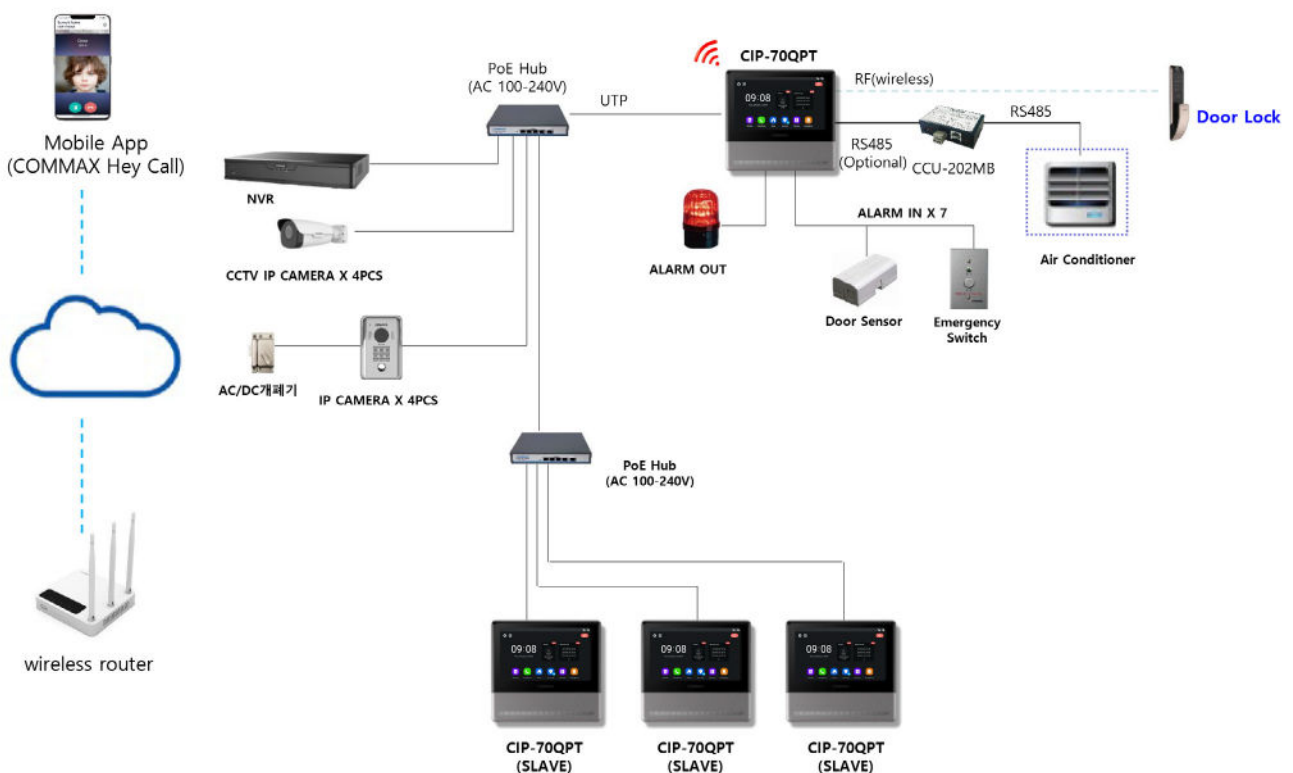 Mobile App
(COMMAX Hey Call)
wireless router
PoE Hub
(AC 100-240V)
UTP
NVR
CCTV IP CAMERA X 4PCS
AC/DC개폐기
IP CAMERA X 4PCS
CIP-70QPT
09:08
RF(wireless)
Door Lock
RS485
(Optional)
CCU-202MB
RS485
Air Conditioner
ALARM OUT
ALARM IN X 7
Door Sensor
Emergency
Switch
PoE Hub
(AC 100-240V)
09:08
09:08
09:08
CIP-70QPT
(SLAVE)
CIP-70QPT
(SLAVE)
CIP-70QPT
(SLAVE)